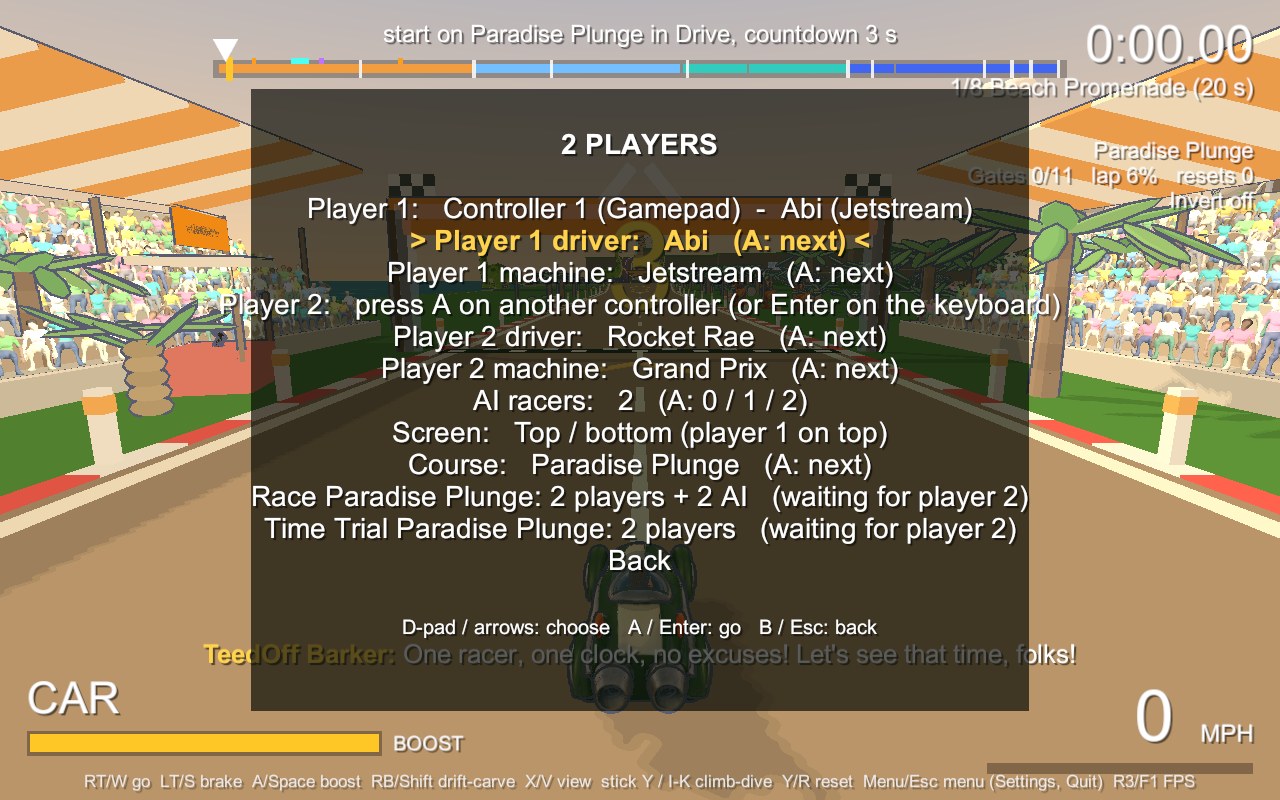 start on Paradise Plunge in Drive, countdown 3 s
0:00.00
1/8 Beach Promenade (20 s)
2 PLAYERS
Paradise Plunge
Gates 0/11 lap 6% resets 0
Invert off
Player 1: Controller 1 (Gamepad) - Abi (Jetstream)
> Player 1 driver: Abi (A: next) <
Player 1 machine: Jetstream (A: next)
Player 2: press A on another controller (or Enter on the keyboard)
Player 2 driver: Rocket Rae (A: next)
Player 2 machine: Grand Prix (A: next)
AI racers: 2 (A: 0 / 1 / 2)
Screen: Top / bottom (player 1 on top)
Course: Paradise Plunge (A: next)
Race Paradise Plunge: 2 players + 2 AI (waiting for player 2)
Time Trial Paradise Plunge: 2 players (waiting for player 2)
Back
D-pad / arrows: choose A / Enter: go B / Esc: back
TeedOff Barker: One racer, one clock, no excuses! Let's see that time, folks!
CAR
BOOST
0 MPH
RT/W go LT/S brake A/Space boost RB/Shift drift-carve X/V view stick Y / I-K climb-dive Y/R reset Menu/Esc menu (Settings, Quit) R3/F1 FPS